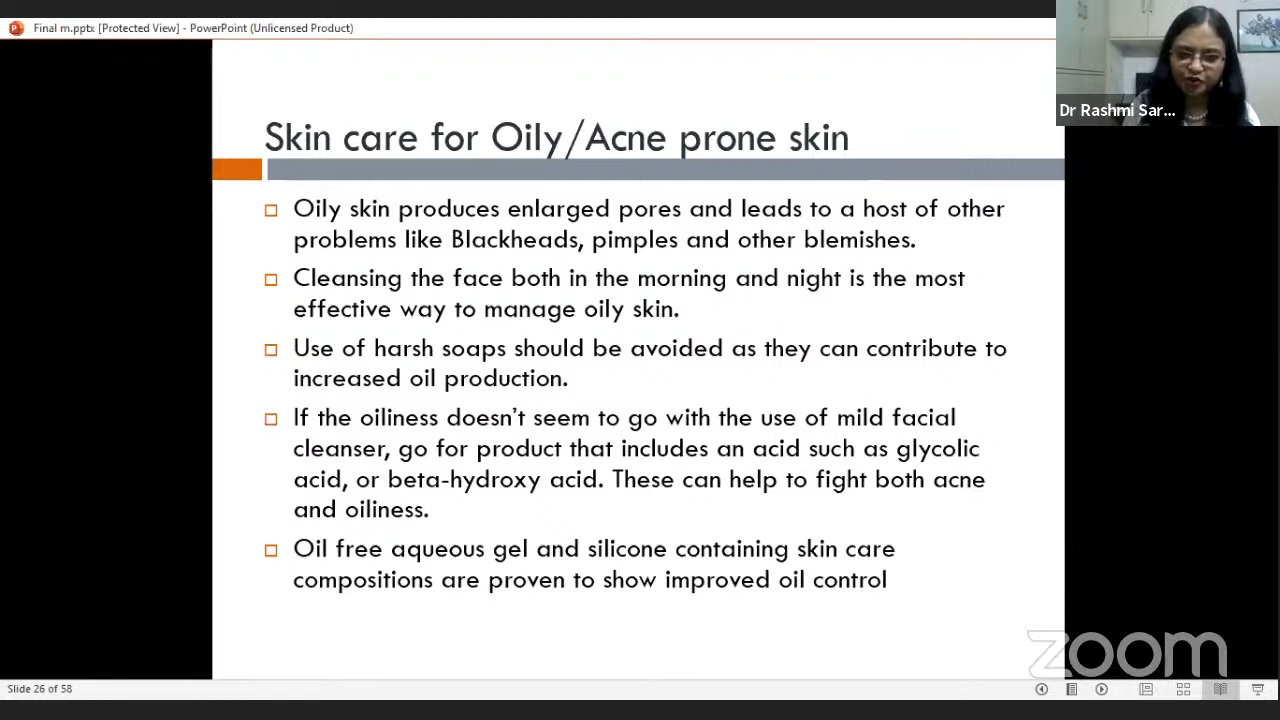 Final m.pptx [Protected View] - PowerPoint (Unlicensed Product)
Dr Rashmi Sar...
Skin care for Oily/Acne prone skin
Oily skin produces enlarged pores and leads to a host of other
problems like Blackheads, pimples and other blemishes.
Cleansing the face both in the morning and night is the most
effective way to manage oily skin.
Use of harsh soaps should be avoided as they can contribute to
increased oil production.
If the oiliness doesn't seem to go with the use of mild facial
cleanser, go for product that includes an acid such as glycolic
acid, or beta-hydroxy acid. These can help to fight both acne
and oiliness.
Oil free aqueous gel and silicone containing skin care
compositions are proven to show improved oil control
zoom
Slide 26 of 58